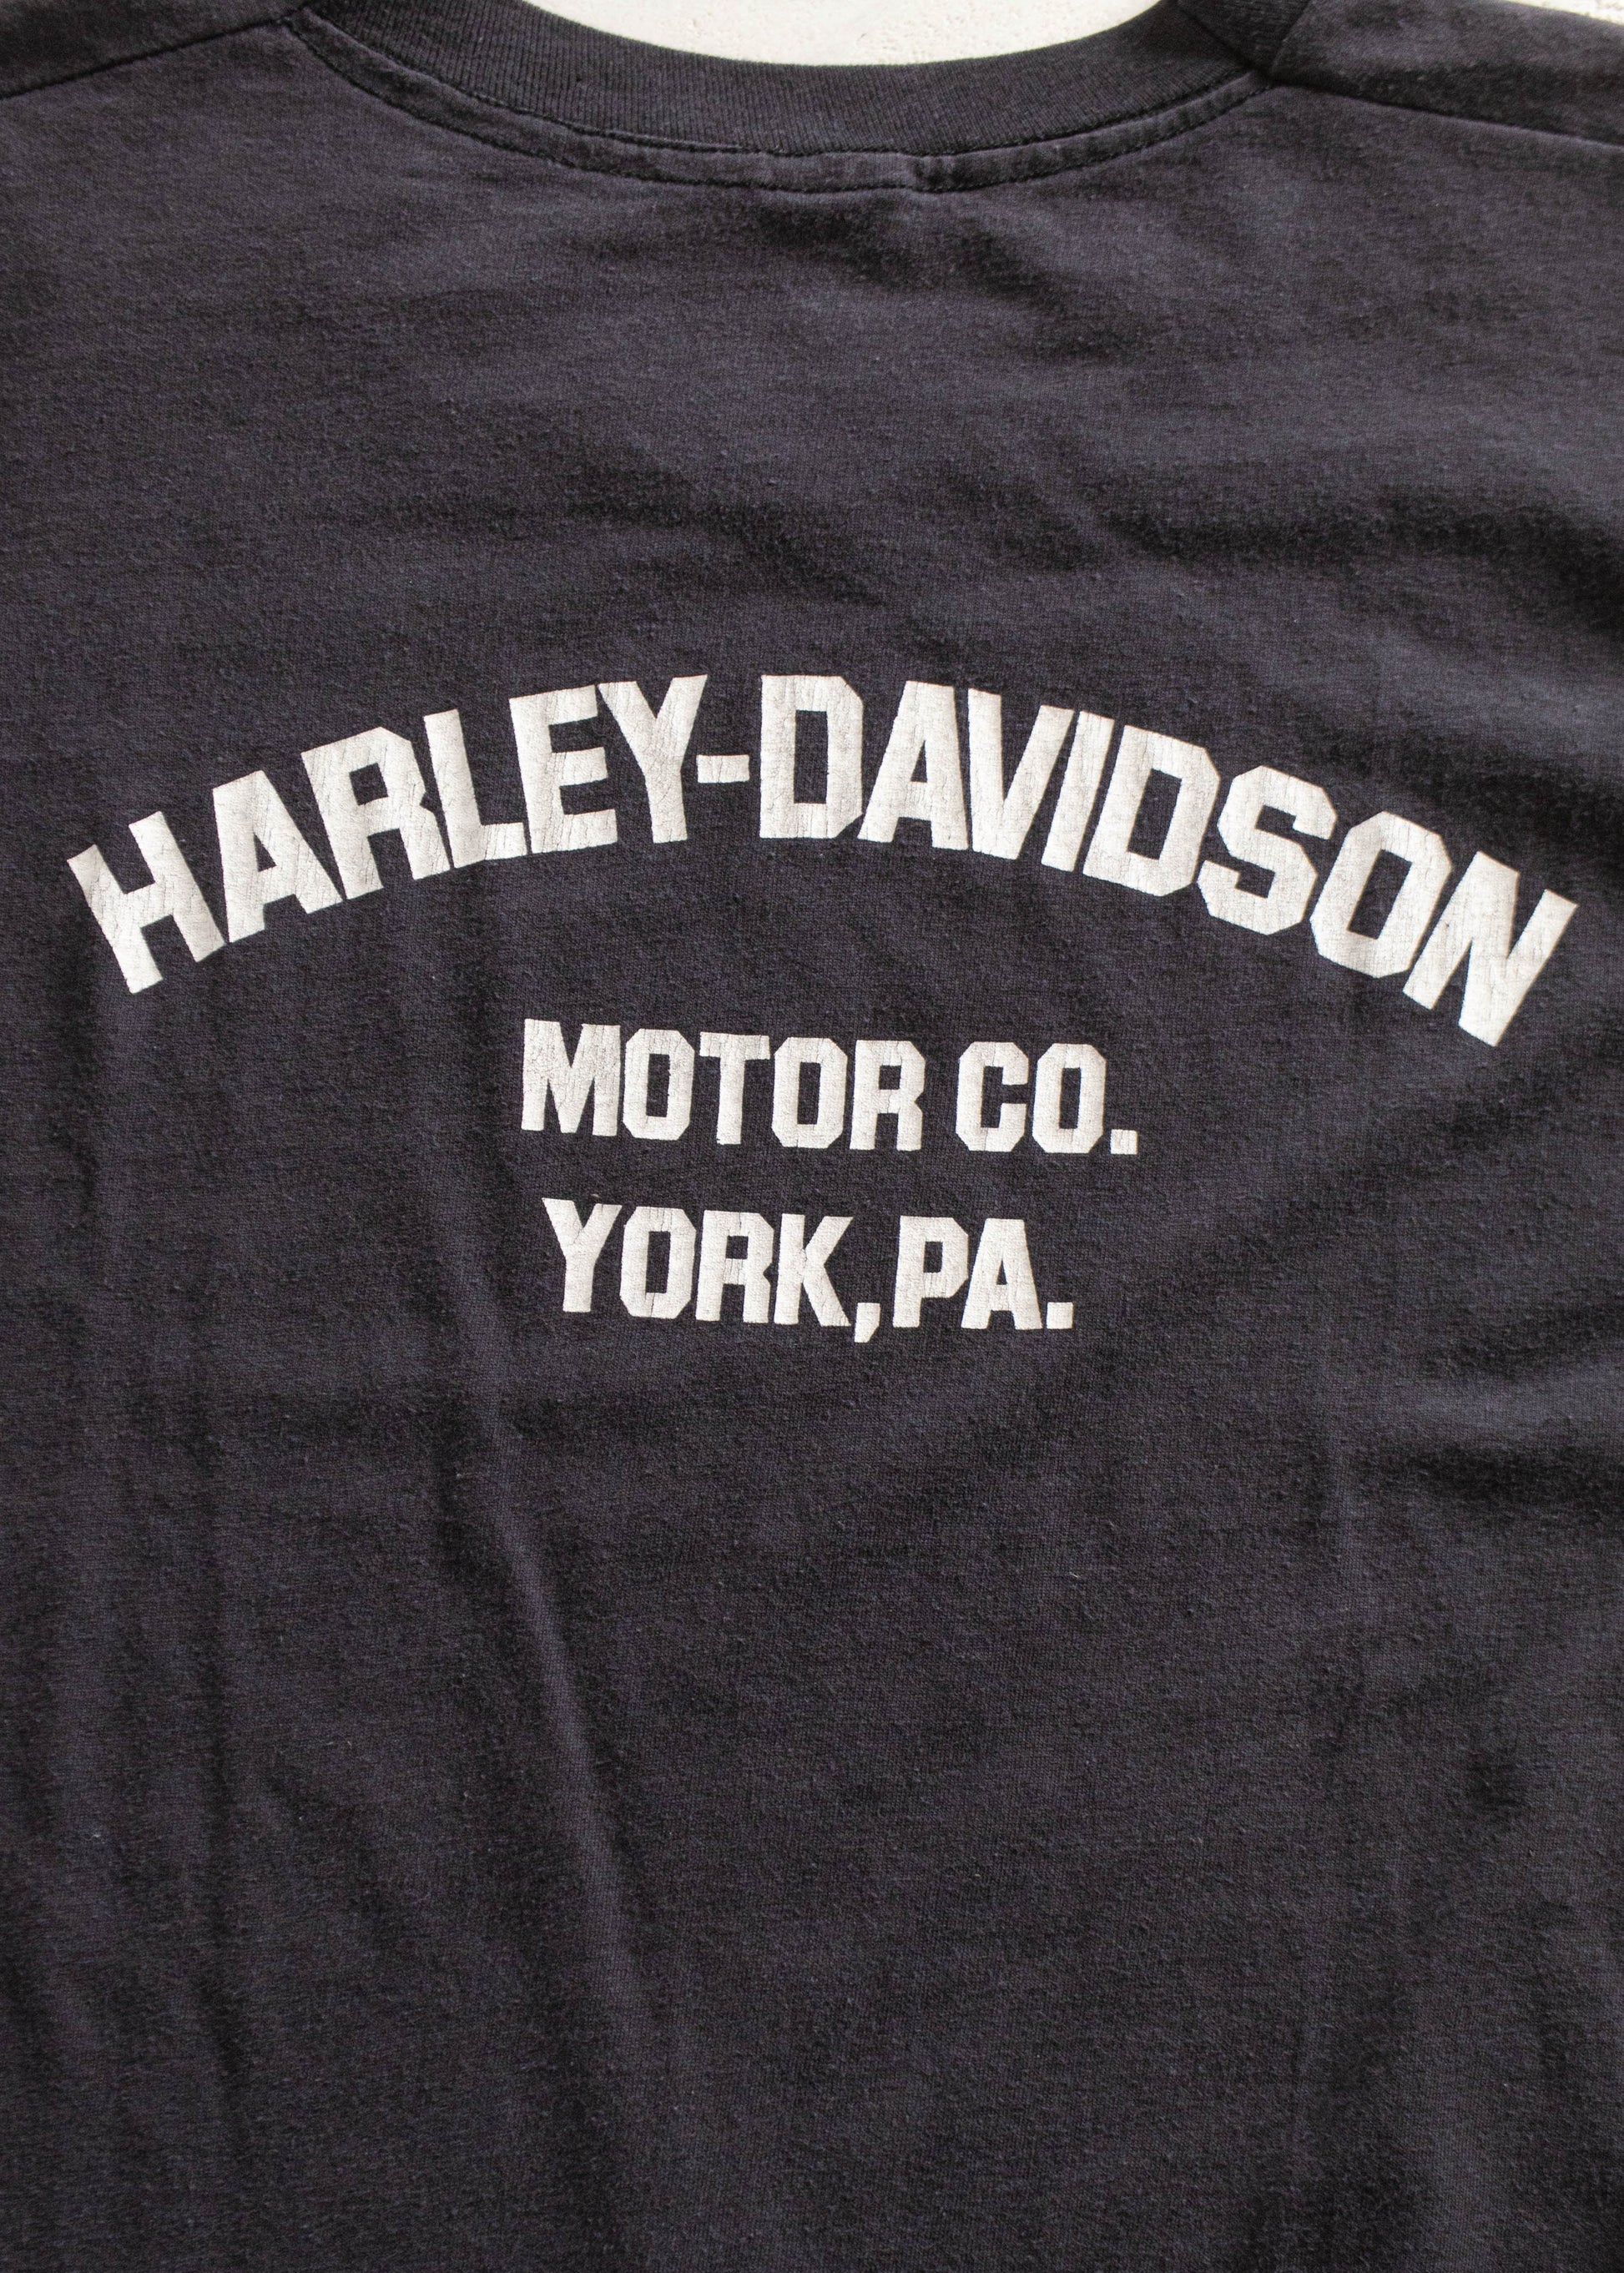 HARLEY-DAVIDSON
MOTOR CO.
YORK, PA.